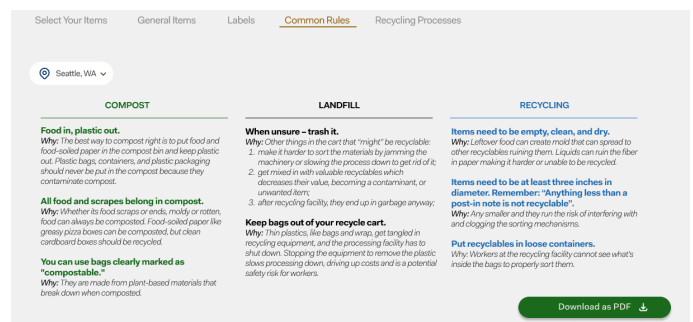 Select Your Items
General Items
Labels
Common Rules
Recycling Processes
Seattle, WA
COMPOST
Food in, plastic out.
Why: The best way to compost right is to put food and
food-soiled paper in the compost bin and keep plastic
out. Plastic bags, containers, and plastic packaging
should never be put in the compost because they
contaminate compost.
All food and scrapes belong in compost.
Why: Whether its food scraps or ends, moldy or rotten,
food can always be composted. Food-soiled paper like
greasy pizza boxes can be composted, but clean
cardboard boxes should be recycled.
You can use bags clearly marked as
"compostable."
Why: They are made from plant-based materials that
break down when composted.
LANDFILL
When unsure – trash it.
Why: Other things in the cart that "might" be recyclable:
1. make it harder to sort the materials by jamming the
machinery or slowing the process down to get rid of it;
2. get mixed in with valuable recyclables which
decreases their value, becoming a contaminant, or
unwanted item;
3. after recycling facility, they end up in garbage anyway;
Keep bags out of your recycle cart.
Why: Thin plastics, like bags and wrap, get tangled in
recycling equipment, and the processing facility has to
shut down. Stopping the equipment to remove the plastic
slows processing down, driving up costs and is a potential
safety risk for workers.
RECYCLING
Items need to be empty, clean, and dry.
Why: Leftover food can create mold that can spread to
other recyclables ruining them. Liquids can ruin the fiber
in paper making it harder or unable to be recycled.
Items need to be at least three inches in
diameter. Remember: "Anything less than a
post-in note is not recyclable".
Why: Any smaller and they run the risk of interfering with
and clogging the sorting mechanisms.
Put recyclables in loose containers.
Why: Workers at the recycling facility cannot see what's
inside the bags to properly sort them.
Download as PDF